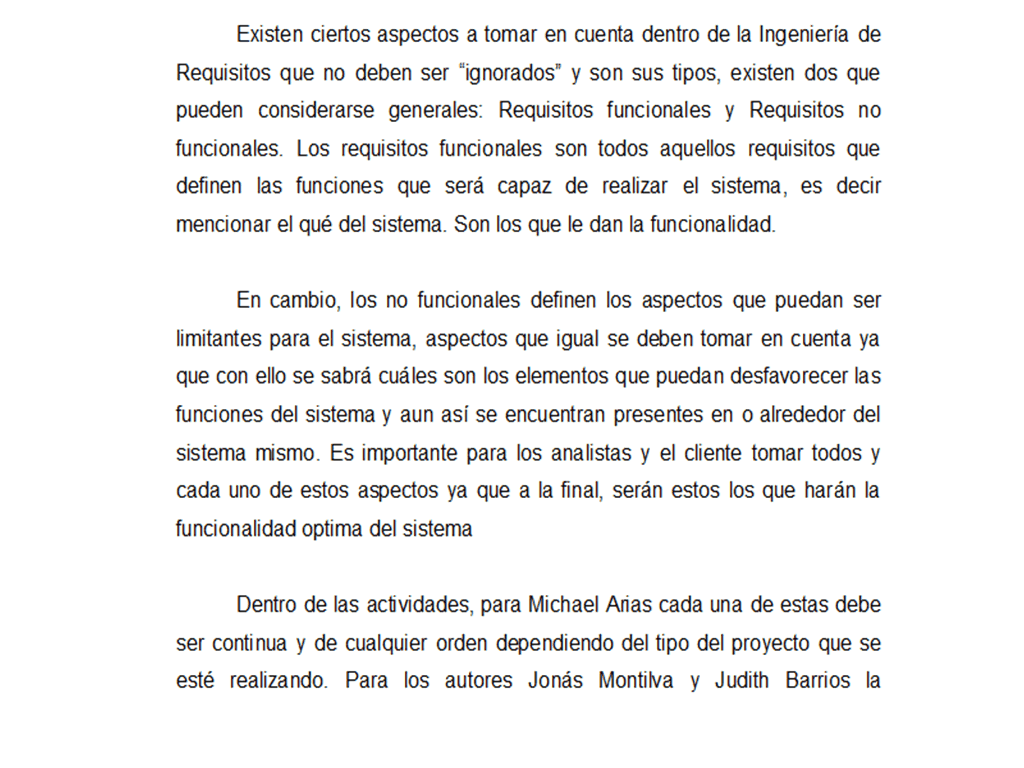 Existen ciertos aspectos a tomar en cuenta dentro de la Ingeniería de
Requisitos que no deben ser “ignorados” y son sus tipos, existen dos que
pueden considerarse generales: Requisitos funcionales y Requisitos no
funcionales. Los requisitos funcionales son todos aquellos requisitos que
definen las funciones que será capaz de realizar el sistema, es decir
mencionar el qué del sistema. Son los que le dan la funcionalidad.
En cambio, los no funcionales definen los aspectos que puedan ser
limitantes para el sistema, aspectos que igual se deben tomar en cuenta ya
que con ello se sabrá cuáles son los elementos que puedan desfavorecer las
funciones del sistema y aun así se encuentran presentes en o alrededor del
sistema mismo. Es importante para los analistas y el cliente tomar todos y
cada uno de estos aspectos ya que a la final, serán estos los que harán la
funcionalidad optima del sistema
Dentro de las actividades, para Michael Arias cada una de estas debe
ser continua y de cualquier orden dependiendo del tipo del proyecto que se
esté realizando. Para los autores Jonás Montilva y Judith Barrios la